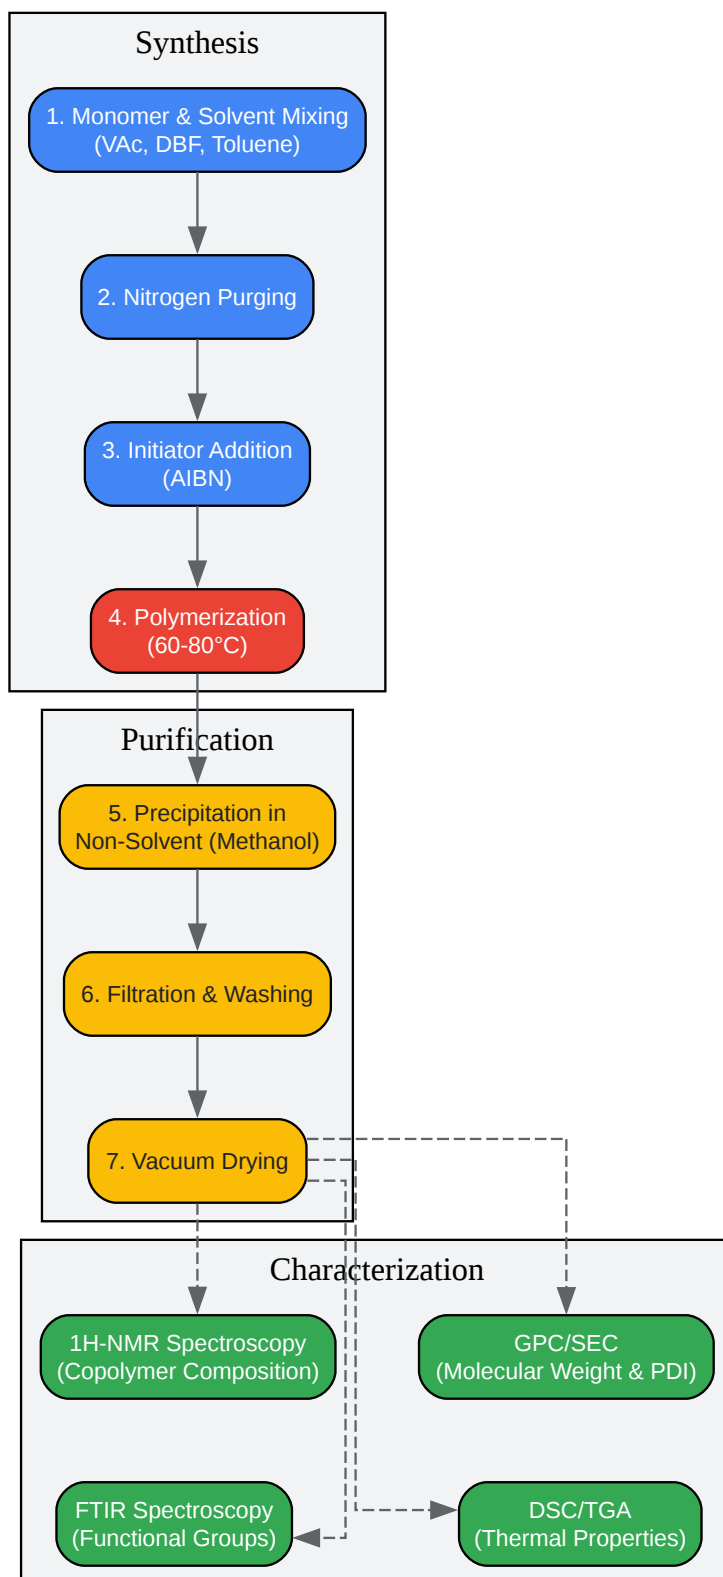 Synthesis
1. Monomer & Solvent Mixing
(VAc, DBF, Toluene)
2. Nitrogen Purging
3. Initiator Addition
(AIBN)
4. Polymerization
(60-80°C)
Purification
5. Precipitation in
Non-Solvent (Methanol)
6. Filtration & Washing
7. Vacuum Drying
Characterization
1H-NMR Spectroscopy
(Copolymer Composition)
GPC/SEC
(Molecular Weight & PDI)
FTIR Spectroscopy
(Functional Groups)
DSC/TGA
(Thermal Properties)